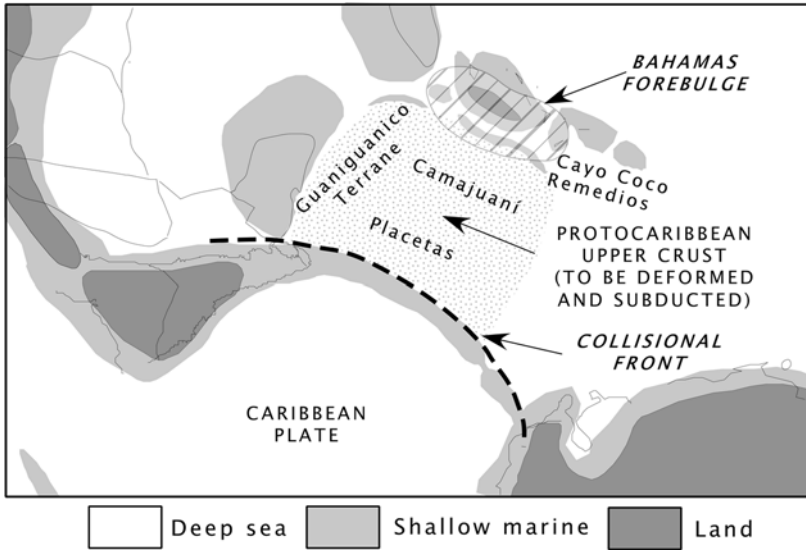 BAHAMAS
FOREBULGE
Guaniguanico
Terrane
Camajuaní
Cayo Coco
Remedios
Placetas
PROTOCARIBBEAN
UPPER CRUST
(TO BE DEFORMED
AND SUBDUCTED)
COLLISIONAL
FRONT
CARIBBEAN
PLATE
Deep sea
Shallow marine
Land